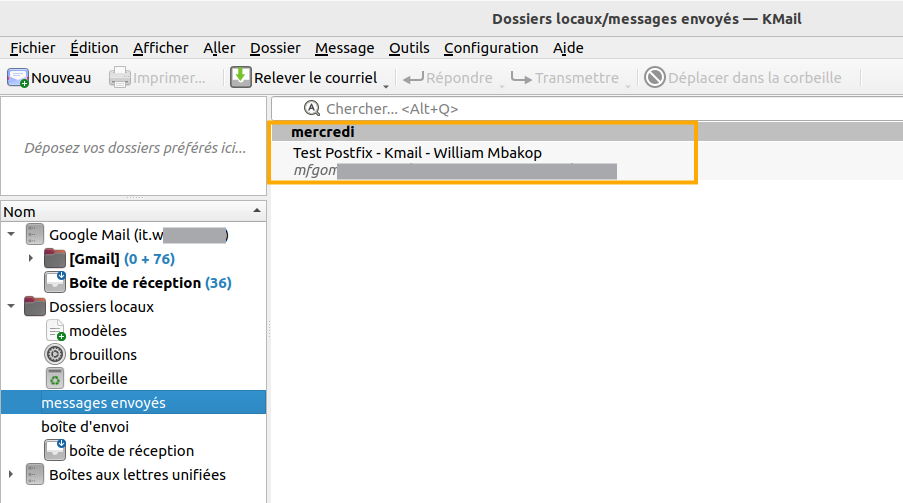 Dossiers locaux/messages envoyés — KMail
Fichier Édition Afficher Aller Dossier Message Outils Configuration Aide
Nouveau Imprimer... Relever le courriel Répondre Transmettre Déplacer dans la corbeille
Chercher... <Alt+Q>
mercredi
Test Postfix - Kmail - William Mbakop
mfgom
Déposez vos dossiers préférés ici...
Nom
Google Mail (it.w )
[Gmail] (0 + 76)
Boîte de réception (36)
Dossiers locaux
modèles
brouillons
corbeille
messages envoyés
boîte d'envoi
boîte de réception
Boîtes aux lettres unifiées